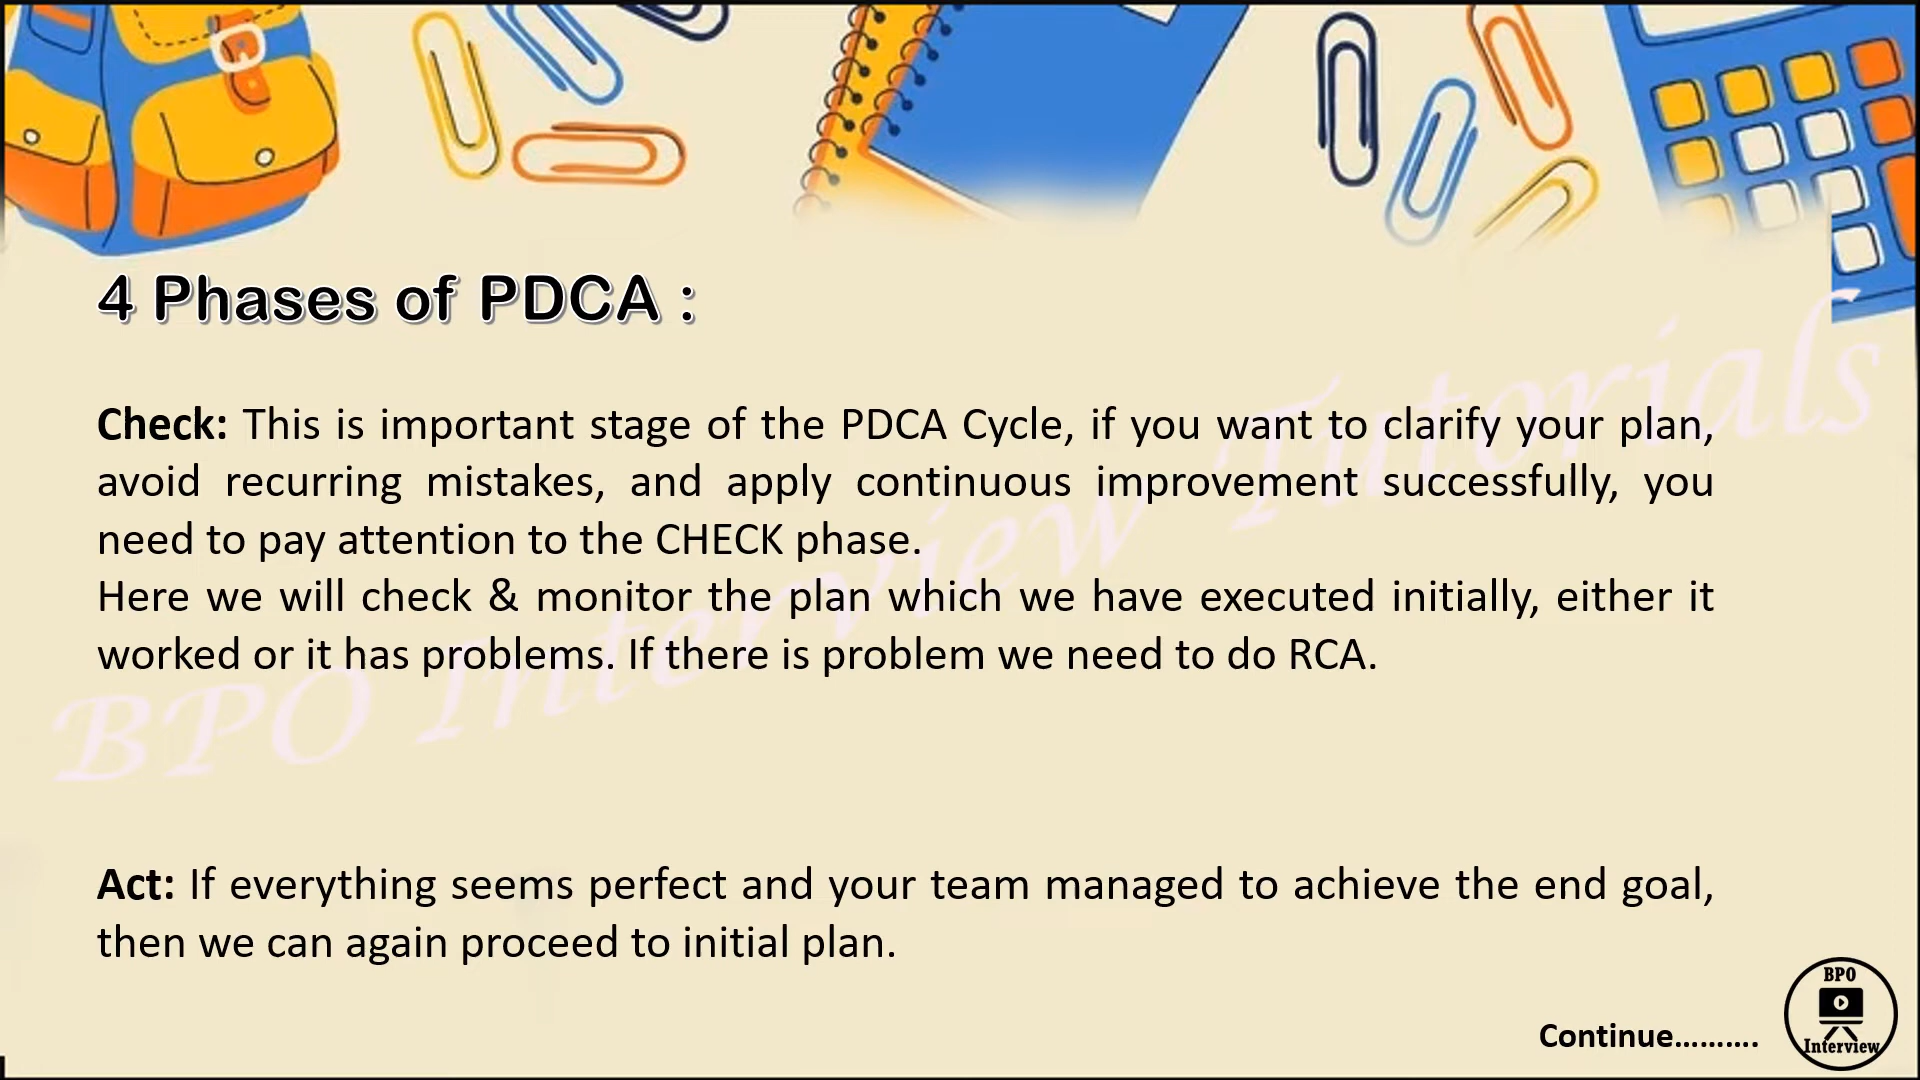 4 Phases of PDCA :
Check: This is important stage of the PDCA Cycle, if you want to clarify your plan,
avoid recurring mistakes, and apply continuous improvement successfully, you
need to pay attention to the CHECK phase.
Here we will check & monitor the plan which we have executed initially, either it
worked or it has problems. If there is problem we need to do RCA.
BPO Interview Tutorials
Act: If everything seems perfect and your team managed to achieve the end goal,
then we can again proceed to initial plan.
Continue……….
BPO
Interview